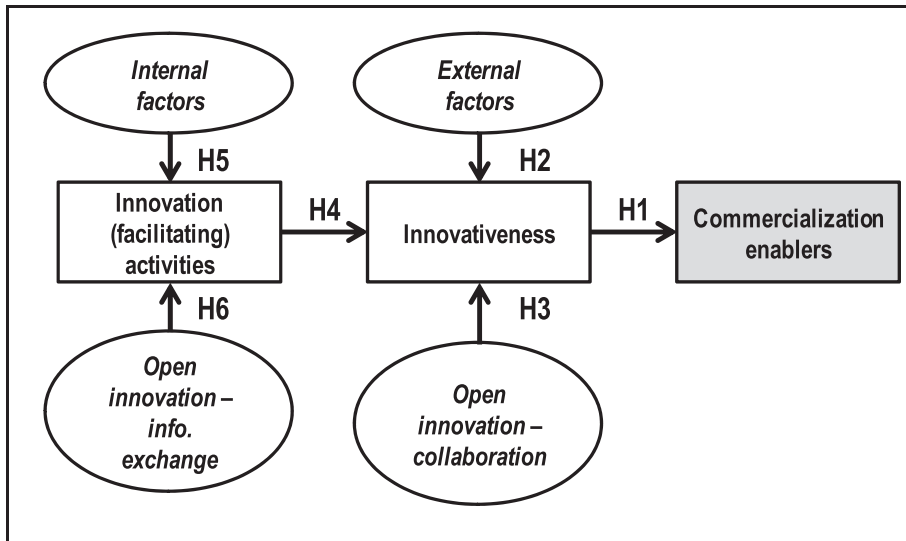 Internal
factors
External
factors
H5
H2
Innovation
(facilitating)
activities
H4
Innovativeness
H1
Commercialization
enablers
H6
H3
Open
innovation –
info.
exchange
Open
innovation –
collaboration